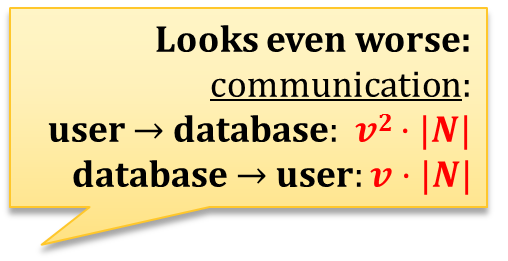 Looks even worse:
communication:
user → database: v² · |N|
database → user: v · |N|